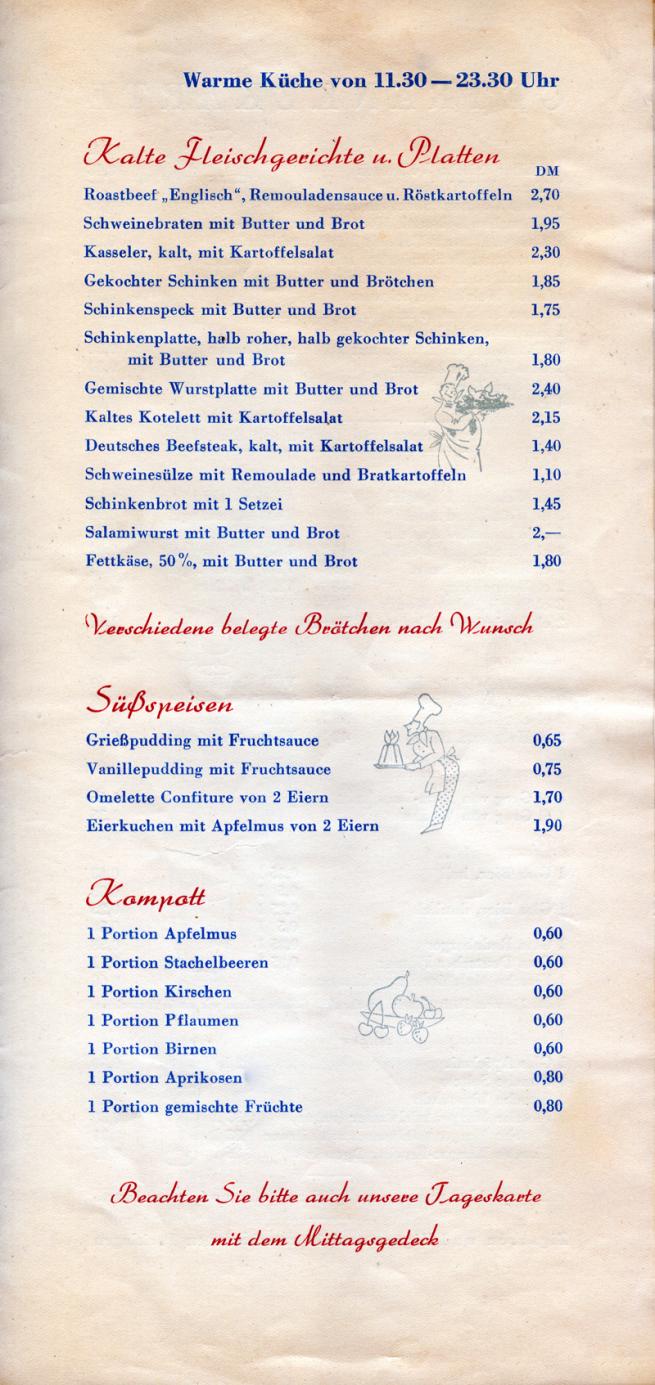 Warme Küche von 11.30 — 23.30 Uhr
Kalte Fleischgerichte u. Platten
DM
Roastbeef „Englisch“, Remouladensauce u. Röstkartoffeln 2,70
Schweinebraten mit Butter und Brot 1,95
Kasseler, kalt, mit Kartoffelsalat 2,30
Gekochter Schinken mit Butter und Brötchen 1,85
Schinkenspeck mit Butter und Brot 1,75
Schinkenplatte, halb roher, halb gekochter Schinken,
mit Butter und Brot 1,80
Gemischte Wurstplatte mit Butter und Brot 2,40
Kaltes Kotelett mit Kartoffelsalat 2,15
Deutsches Beefsteak, kalt, mit Kartoffelsalat 1,40
Schweinesülze mit Remoulade und Bratkartoffeln 1,10
Schinkenbrot mit 1 Setzei 1,45
Salamiwurst mit Butter und Brot 2,—
Fettkäse, 50 %, mit Butter und Brot 1,80
Verschiedene belegte Brötchen nach Wunsch
Süßspeisen
Grießpudding mit Fruchtsauce 0,65
Vanillepudding mit Fruchtsauce 0,75
Omelette Confiture von 2 Eiern 1,70
Eierkuchen mit Apfelmus von 2 Eiern 1,90
Kompott
1 Portion Apfelmus 0,60
1 Portion Stachelbeeren 0,60
1 Portion Kirschen 0,60
1 Portion Pflaumen 0,60
1 Portion Birnen 0,60
1 Portion Aprikosen 0,80
1 Portion gemischte Früchte 0,80
Beachten Sie bitte auch unsere Tageskarte
mit dem Mittagsgedeck